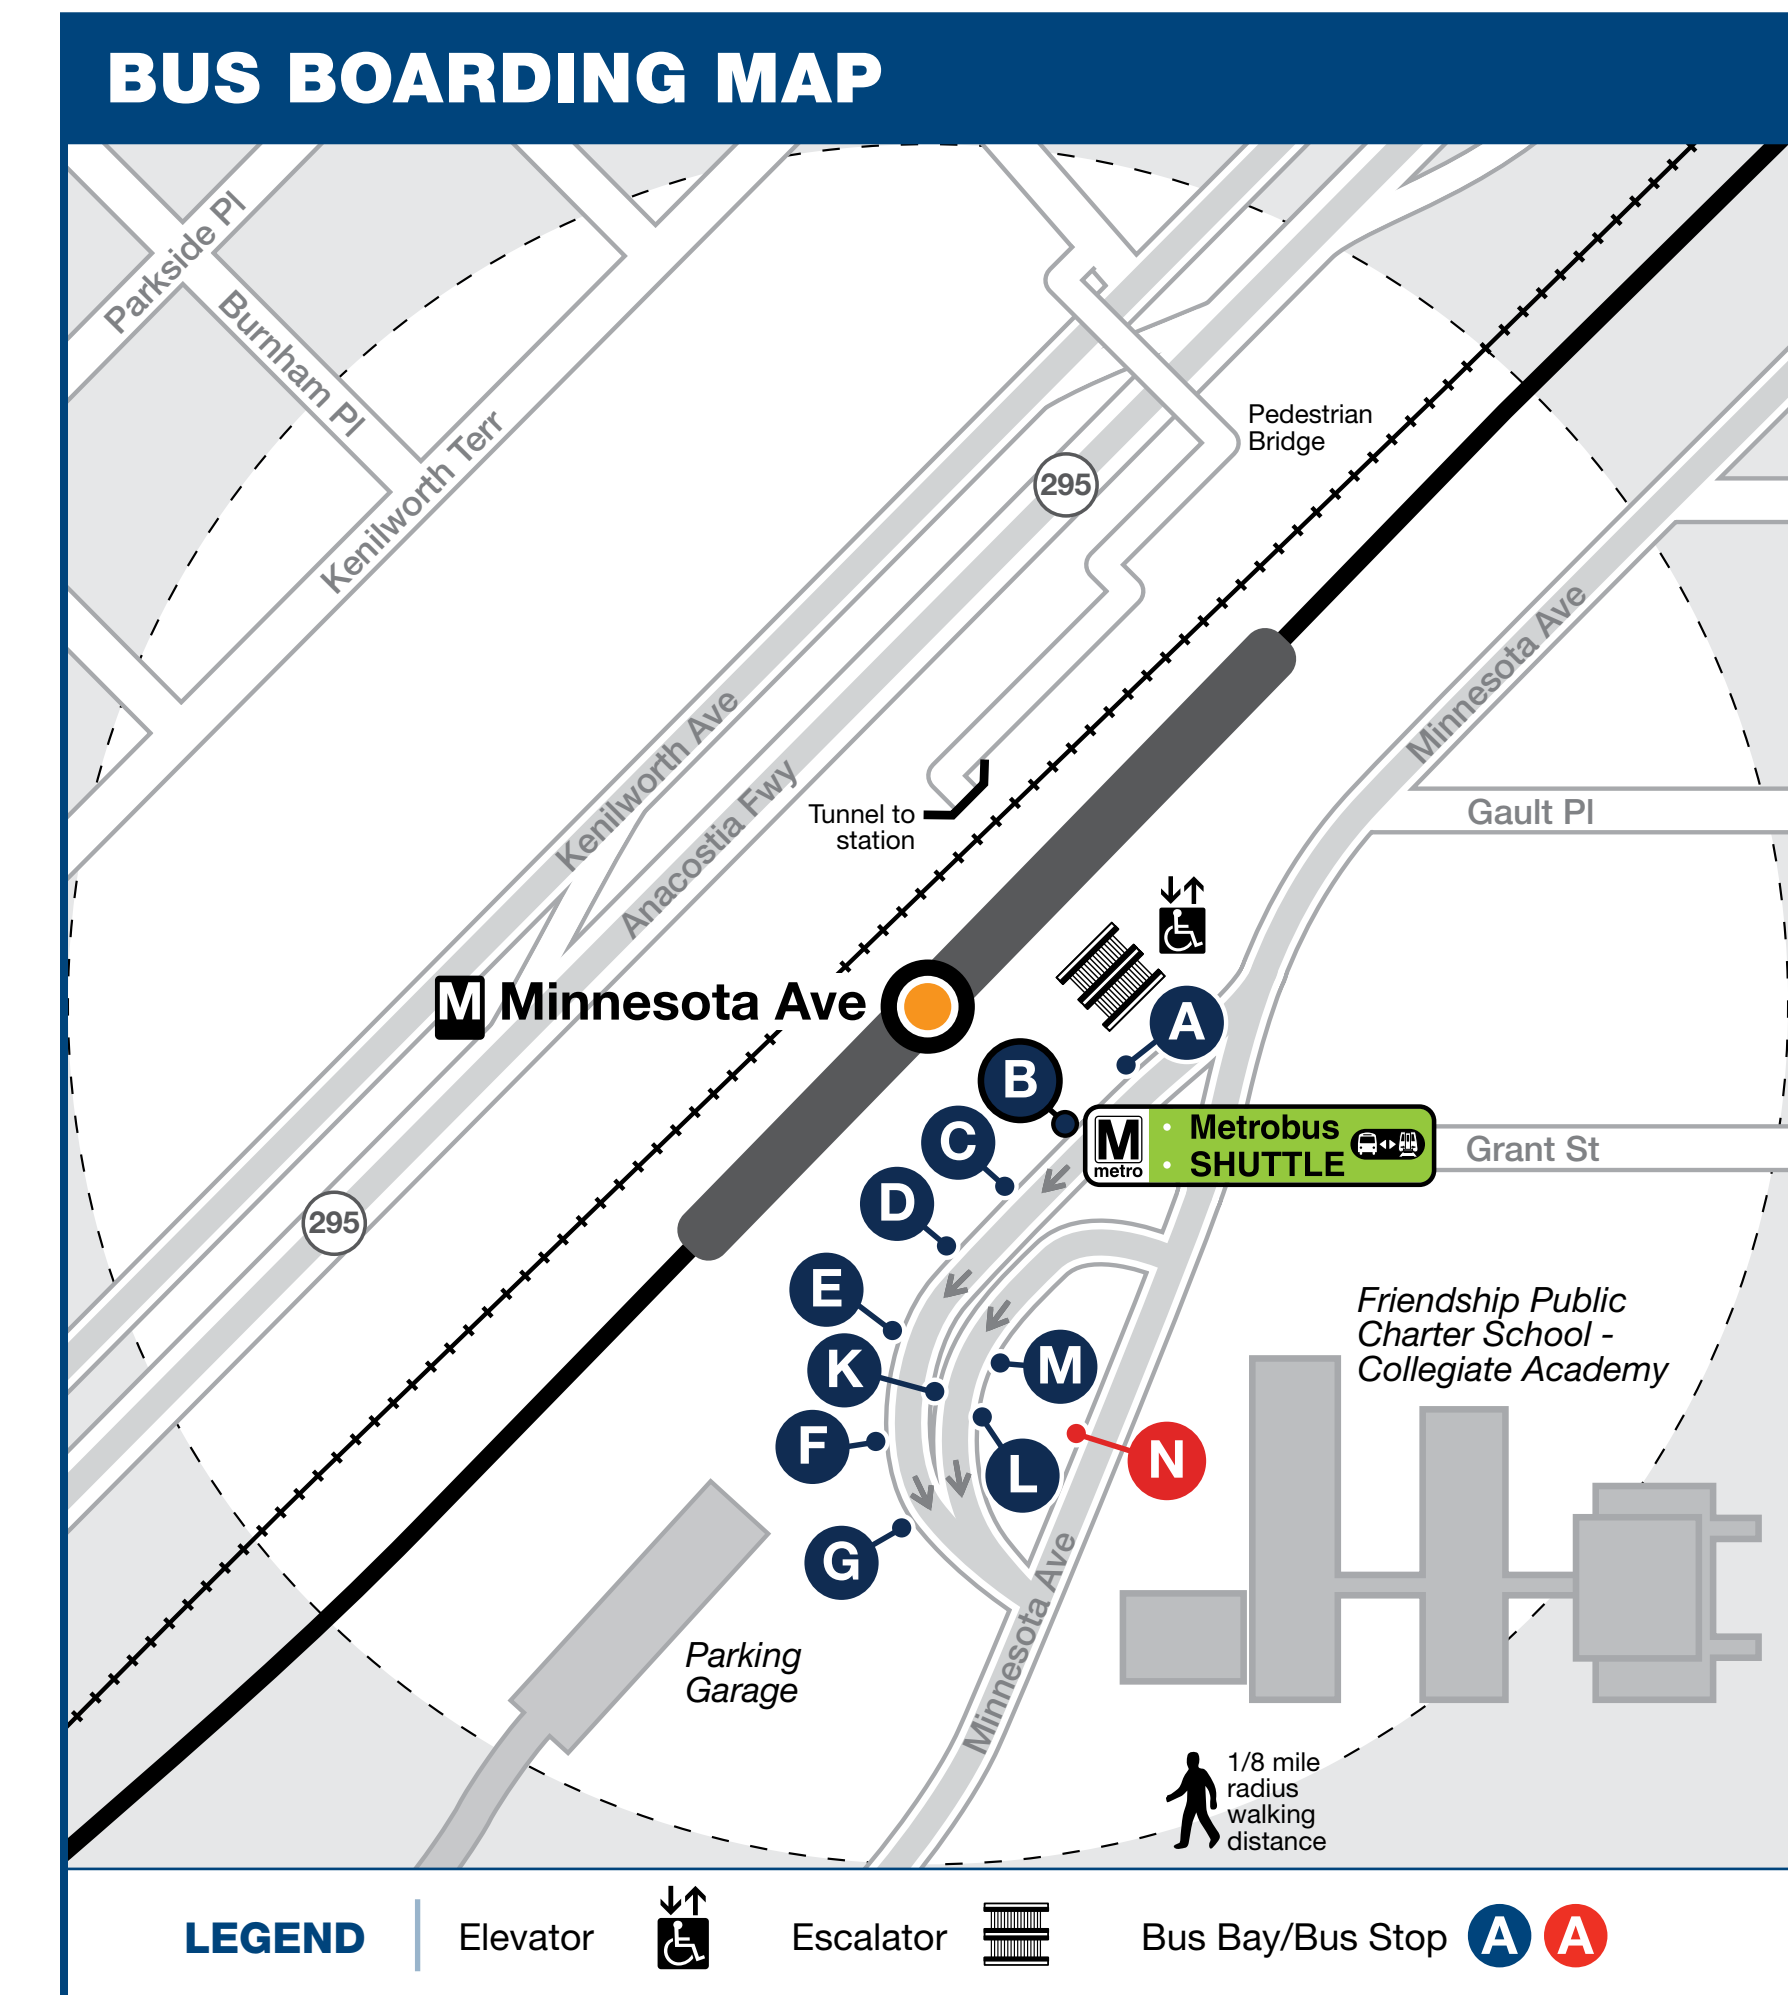 BUS BOARDING MAP
Parkside Pl
Burnham Pl
Kenilworth Terr
Pedestrian
Bridge
295
Minnesota Ave
Kenilworth Ave
Anacostia Fwy
Tunnel to
station
Gault Pl
M Minnesota Ave
A
B
M
metro
• Metrobus
• SHUTTLE
Grant St
C
D
295
E
K
M
F
L
N
G
Friendship Public
Charter School -
Collegiate Academy
Minnesota Ave
Parking
Garage
1/8 mile
radius
walking
distance
LEGEND
Elevator
Escalator
Bus Bay/Bus Stop A A